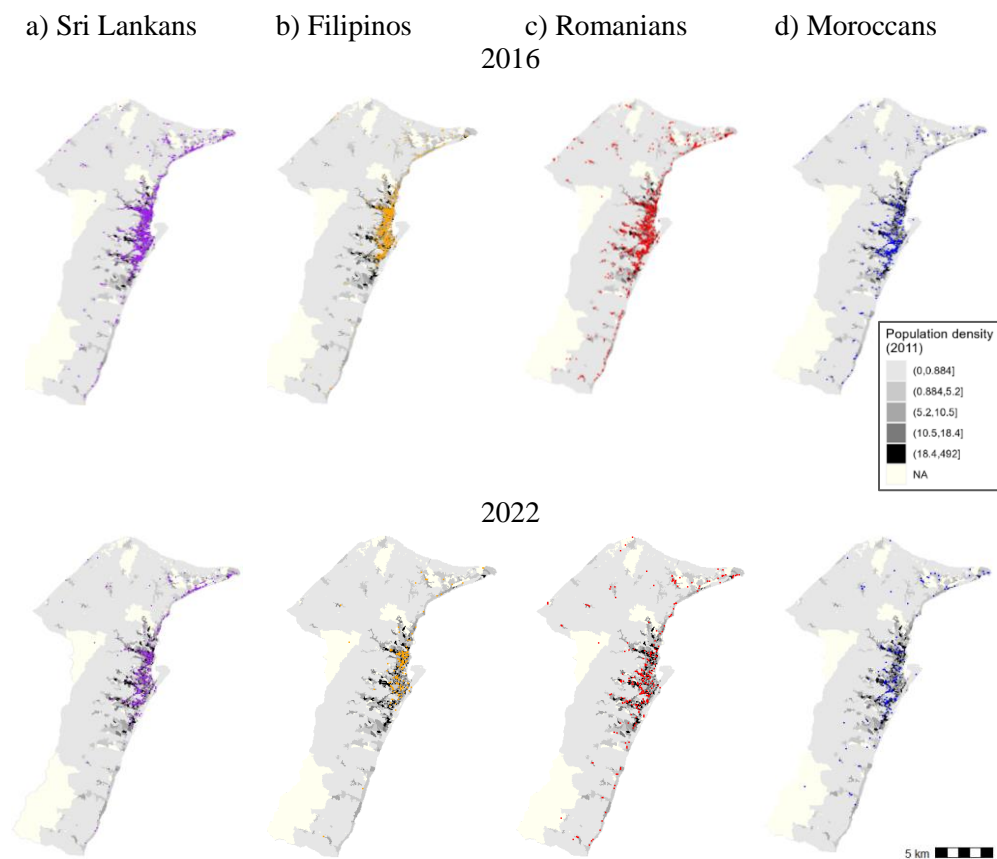 a) Sri Lankans b) Filipinos c) Romanians d) Moroccans
2016
Population density
(2011)
(0,0.884]
(0.884,5.2]
(5.2,10.5]
(10.5,18.4]
(18.4,492]
NA
2022
5 km